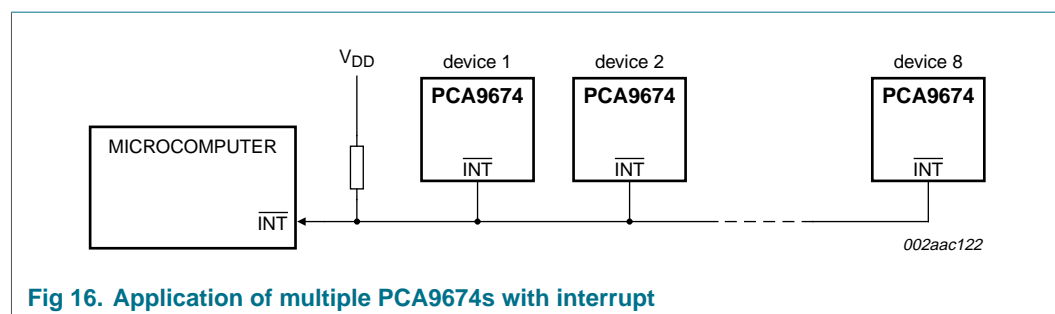 V_DD
device 1
device 2
device 8
PCA9674
PCA9674
PCA9674
MICROCOMPUTER
INT
INT
INT
INT
002aac122
Fig 16. Application of multiple PCA9674s with interrupt